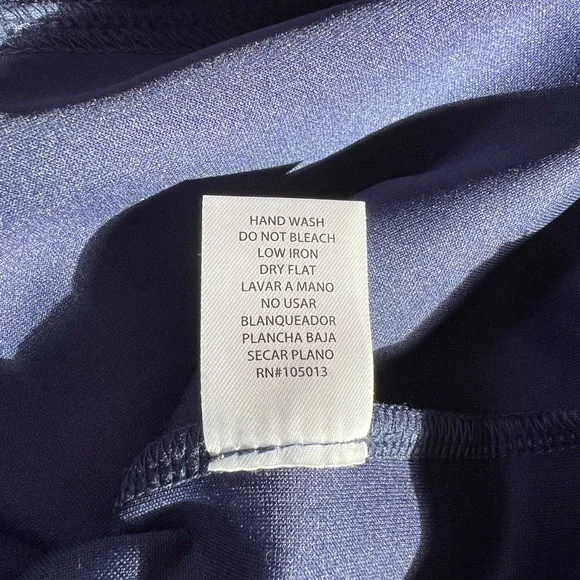 HAND WASH
DO NOT BLEACH
LOW IRON
DRY FLAT
LAVAR A MANO
NO USAR
BLANQUEADOR
PLANCHA BAJA
SECAR PLANO
RN#105013